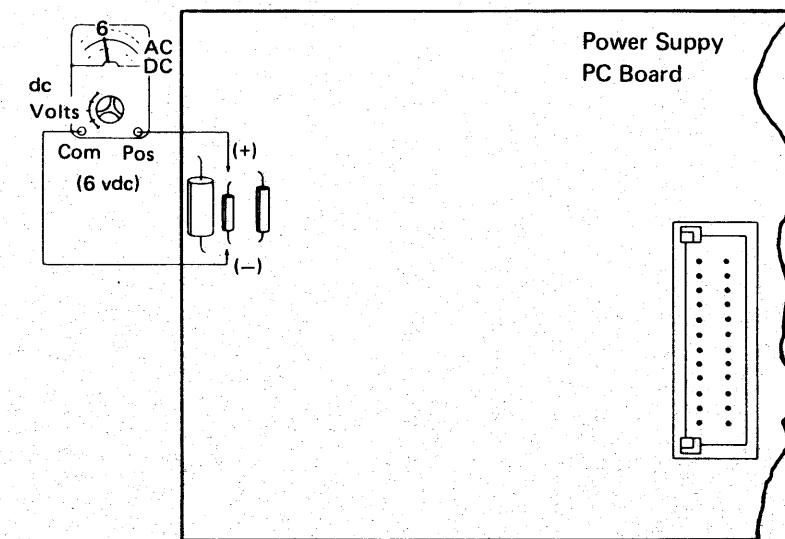 6
AC
DC
dc
Volts
Com Pos
(6 vdc)
(+)
(—)
Power Suppy
PC Board